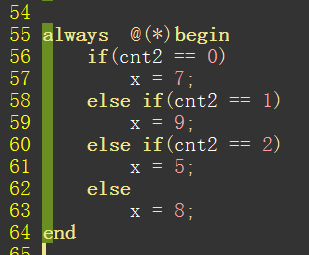 54
55 always  @(*)begin
56     if(cnt2 == 0)
57         x = 7;
58     else if(cnt2 == 1)
59         x = 9;
60     else if(cnt2 == 2)
61         x = 5;
62     else
63         x = 8;
64 end
65